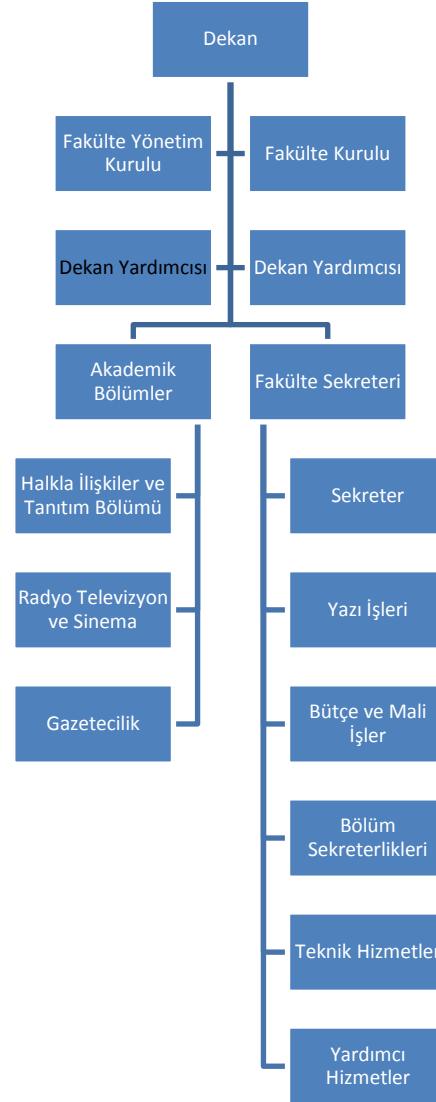 Dekan
Fakülte Yönetim
Kurulu
Fakülte Kurulu
Dekan Yardımcısı
Dekan Yardımcısı
Akademik
Bölümler
Fakülte Sekreteri
Halkla İlişkiler ve
Tanıtım Bölümü
Radyo Televizyon
ve Sinema
Gazetecilik
Sekreter
Yazı İşleri
Bütçe ve Mali
İşler
Bölüm
Sekreterlikleri
Teknik Hizmetler
Yardımcı
Hizmetler